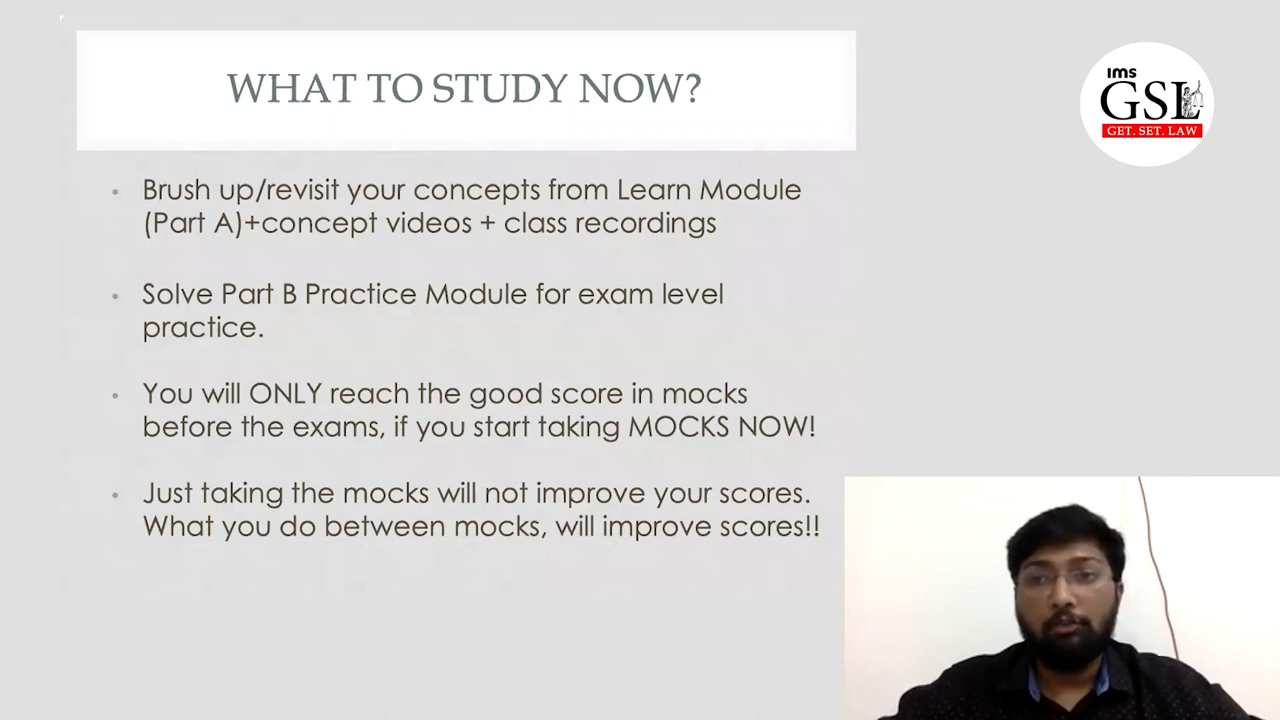 WHAT TO STUDY NOW?
ims
GSL
GET. SET. LAW
• Brush up/revisit your concepts from Learn Module
(Part A)+concept videos + class recordings
• Solve Part B Practice Module for exam level
practice.
• You will ONLY reach the good score in mocks
before the exams, if you start taking MOCKS NOW!
• Just taking the mocks will not improve your scores.
What you do between mocks, will improve scores!!